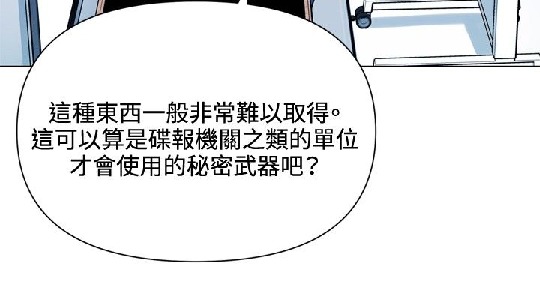 這種東西一般非常難以取得。
這可以算是碟報機關之類的單位
才會使用的秘密武器吧？